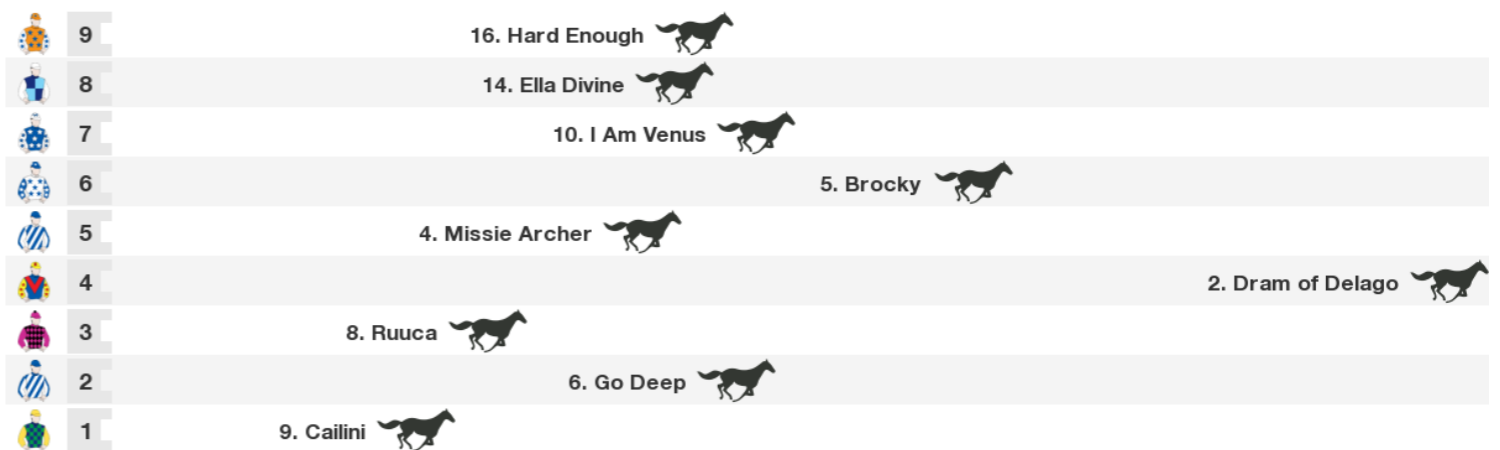 9 16. Hard Enough
8 14. Ella Divine
7 10. I Am Venus
6 5. Brocky
5 4. Missie Archer
4 2. Dram of Delago
3 8. Ruuca
2 6. Go Deep
1 9. Cailini